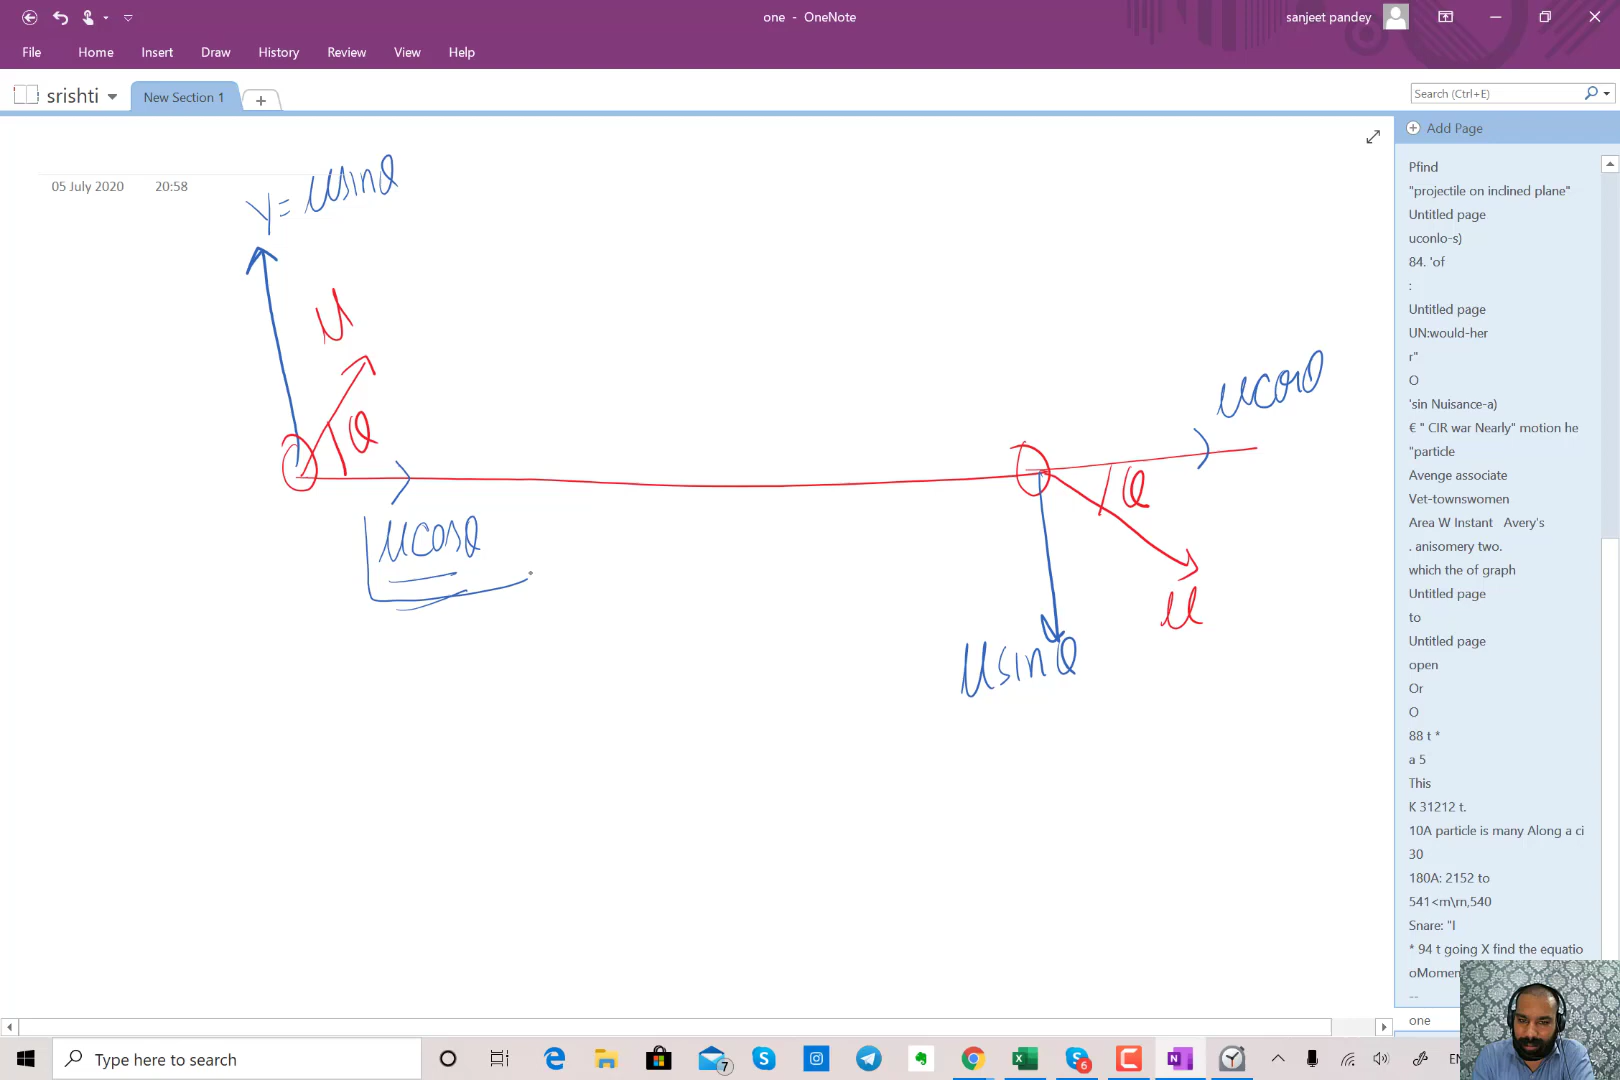 one - OneNote
sanjeet pandey
File Home Insert Draw History Review View Help
srishti
New Section 1
Search (Ctrl+E)
05 July 2020 20:58
y= usinθ
u
θ
ucosθ
ucosθ
θ
u
usinθ
Add Page
Pfind
"projectile on inclined plane"
Untitled page
uconlo-s)
84. 'of
:
Untitled page
UN:would-her
r"
O
'sin Nuisance-a)
€ " CIR war Nearly" motion he
"particle
Avenge associate
Vet-townswomen
Area W Instant Avery's
. anisomery two.
which the of graph
Untitled page
to
Untitled page
open
Or
O
88 t *
a 5
This
K 31212 t.
10A particle is many Along a ci
30
180A: 2152 to
541<m\rn,540
Snare: "I
* 94 t going X find the equatio
oMomen
--
one
Type here to search
7
6